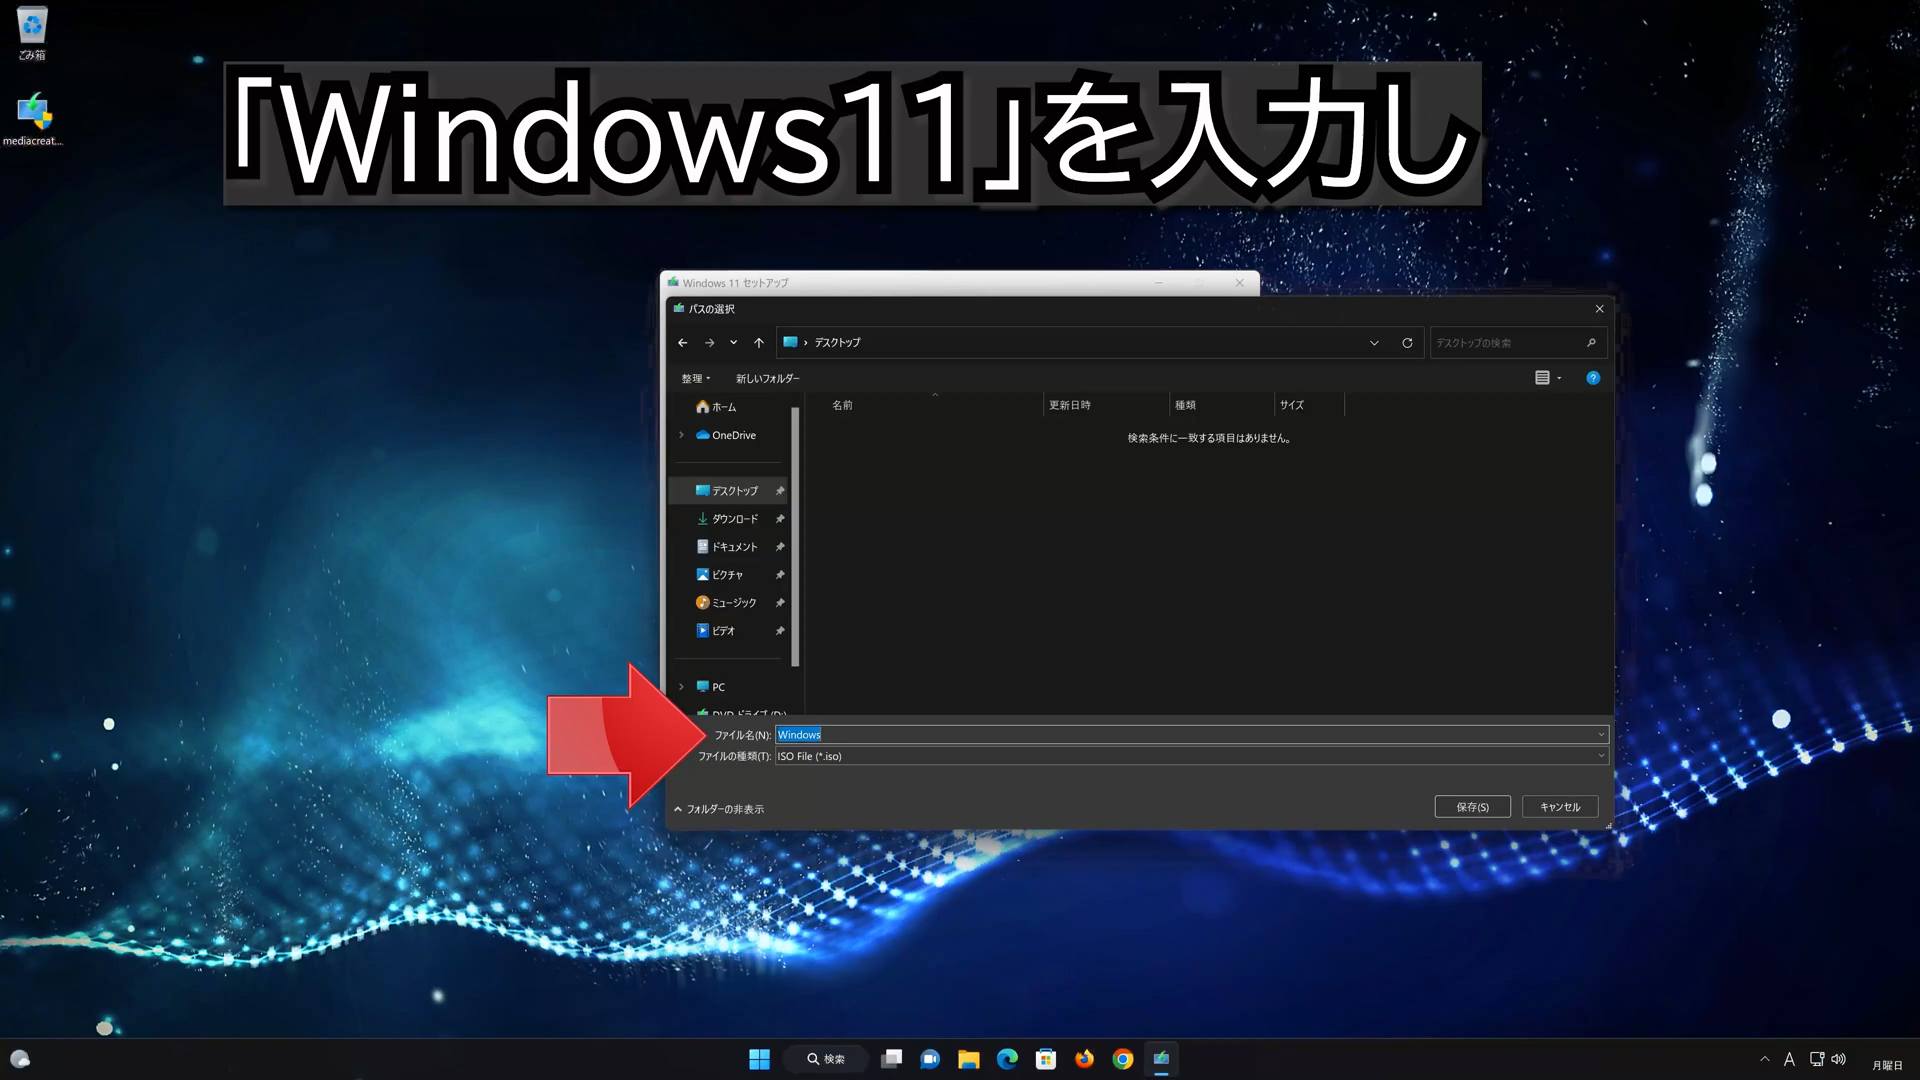 ごみ箱
mediacreat...
「Windows11」を入力し
Windows 11 セットアップ
パスの選択
デスクトップ
デスクトップの検索
整理
新しいフォルダー
ホーム
OneDrive
デスクトップ
ダウンロード
ドキュメント
ピクチャ
ミュージック
ビデオ
PC
DVD ドライブ (D:)
名前
更新日時
種類
サイズ
検索条件に一致する項目はありません。
ファイル名(N): Windows
ファイルの種類(T): ISO File (*.iso)
フォルダーの非表示
保存(S)
キャンセル
検索
A
月曜日